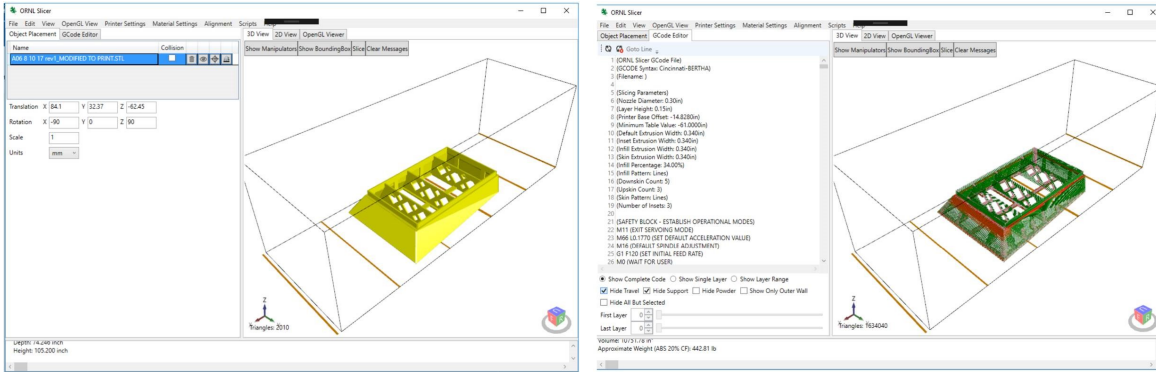 ORNL Slicer
File Edit View OpenGL View Printer Settings Material Settings Alignment Scripts Help
Object Placement GCode Editor
Name Collision
A06 8 10 17 rev1_MODIFIED TO PRINT.STL
Translation X 84.1 Y 32.37 Z -62.45
Rotation X -90 Y 0 Z 90
Scale 1
Units mm
3D View 2D View OpenGL Viewer
Show Manipulators Show BoundingBox Slice Clear Messages
Z
Triangles: 2010
Depth: 74.246 inch
Height: 105.200 inch
ORNL Slicer
File Edit View OpenGL View Printer Settings Material Settings Alignment Scripts
Object Placement GCode Editor
Goto Line
1 (ORNL Slicer GCode File)
2 (GCODE Syntax: Cincinnati-BERTHA)
3 (Filename: )
4
5 (Slicing Parameters)
6 (Nozzle Diameter: 0.30in)
7 (Layer Height: 0.15in)
8 (Printer Base Offset: -14.8280in)
9 (Minimum Table Value: -61.0000in)
10 (Default Extrusion Width: 0.340in)
11 (Inset Extrusion Width: 0.340in)
12 (Infill Extrusion Width: 0.340in)
13 (Skin Extrusion Width: 0.340in)
14 (Infill Percentage: 34.00%)
15 (Infill Pattern: Lines)
16 (Downskin Count: 5)
17 (Upskin Count: 3)
18 (Skin Pattern: Lines)
19 (Number of Insets: 3)
20
21 (SAFETY BLOCK - ESTABLISH OPERATIONAL MODES)
22 M11 (EXIT SERVOING MODE)
23 M66 L0.1770 (SET DEFAULT ACCELERATION VALUE)
24 M16 (DEFAULT SPINDLE ADJUSTMENT)
25 G1 F120 (SET INITIAL FEED RATE)
26 M0 (WAIT FOR USER)
Show Complete Code Show Single Layer Show Layer Range
Hide Travel Hide Support Hide Powder Show Only Outer Wall
Hide All But Selected
First Layer 0
Last Layer 0
3D View 2D View OpenGL Viewer
Show Manipulators Show BoundingBox Slice Clear Messages
Z
Triangles: 1634040
Volume: 10751.78 in³
Approximate Weight (ABS 20% CF): 442.81 lb